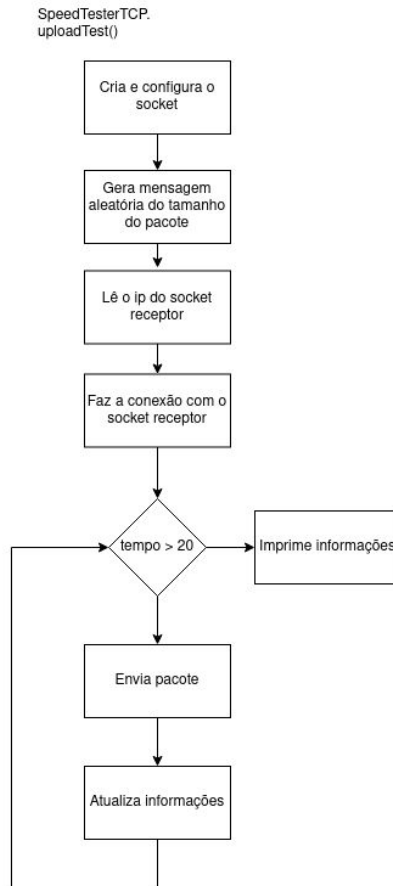 SpeedTesterTCP.
uploadTest()
Cria e configura o
socket
Gera mensagem
aleatória do tamanho
do pacote
Lê o ip do socket
receptor
Faz a conexão com o
socket receptor
tempo > 20
Imprime informações
Envia pacote
Atualiza informações